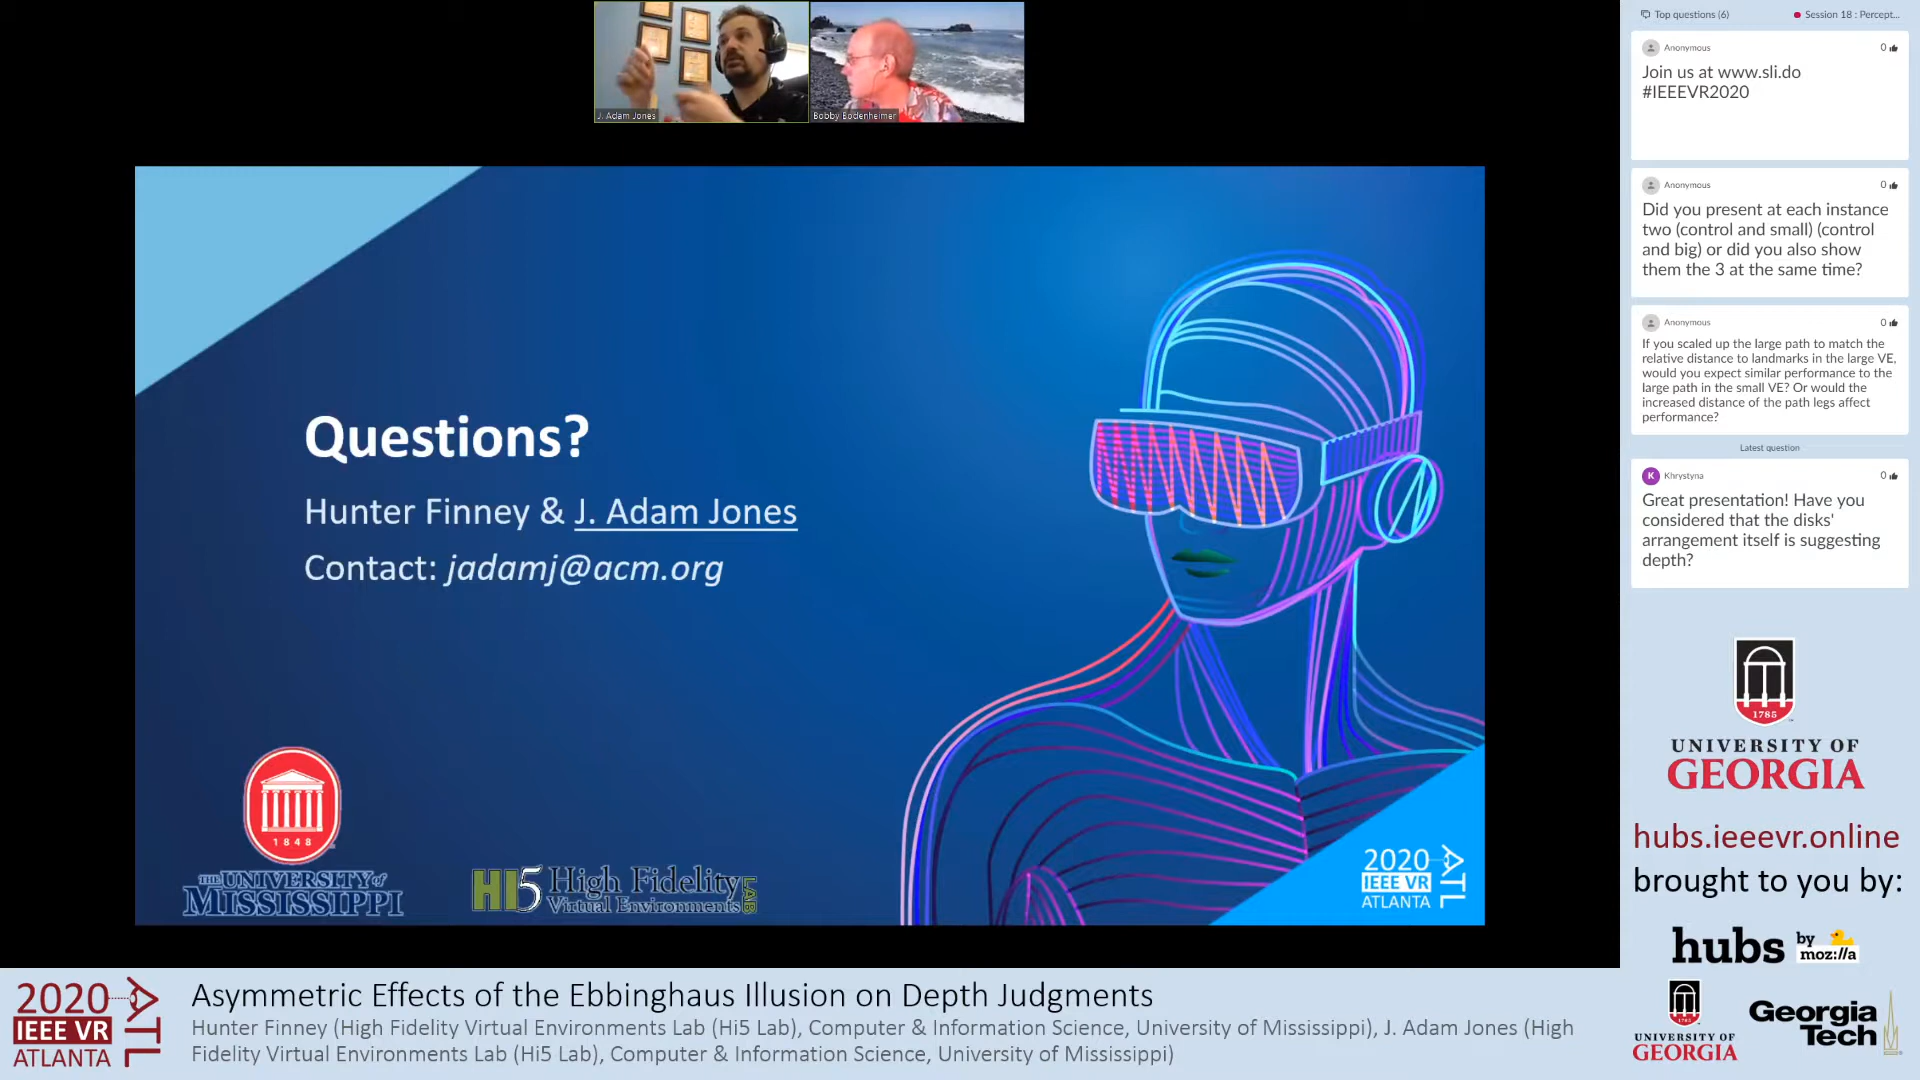 J. Adam Jones
Bobby Bodenheimer
Questions?
Hunter Finney & J. Adam Jones
Contact: jadamj@acm.org
1848
THE UNIVERSITY of
MISSISSIPPI
HI5 High Fidelity
Virtual Environments LAB
2020
IEEE VR
ATLANTA
ATL
Top questions (6)
Session 18 : Percept...
Anonymous
0
Join us at www.sli.do
#IEEEVR2020
Anonymous
0
Did you present at each instance
two (control and small) (control
and big) or did you also show
them the 3 at the same time?
Anonymous
0
If you scaled up the large path to match the
relative distance to landmarks in the large VE,
would you expect similar performance to the
large path in the small VE? Or would the
increased distance of the path legs affect
performance?
Latest question
K
Khrystyna
0
Great presentation! Have you
considered that the disks'
arrangement itself is suggesting
depth?
1785
UNIVERSITY OF
GEORGIA
hubs.ieeevr.online
brought to you by:
hubs by
moz://a
UNIVERSITY OF
GEORGIA
Georgia
Tech
2020
IEEE VR
ATLANTA
ATL
Asymmetric Effects of the Ebbinghaus Illusion on Depth Judgments
Hunter Finney (High Fidelity Virtual Environments Lab (Hi5 Lab), Computer & Information Science, University of Mississippi), J. Adam Jones (High
Fidelity Virtual Environments Lab (Hi5 Lab), Computer & Information Science, University of Mississippi)